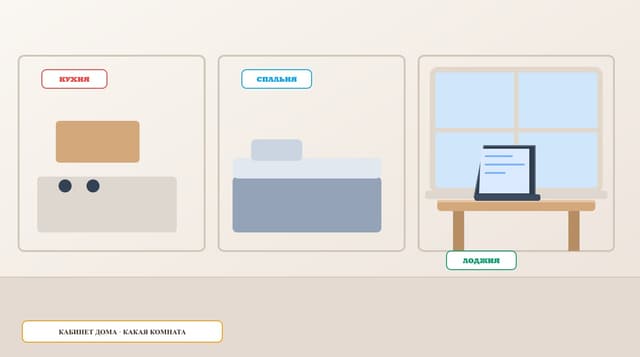 КУХНЯ
СПАЛЬНЯ
ЛОДЖИЯ
КАБИНЕТ ДОМА · КАКАЯ КОМНАТА